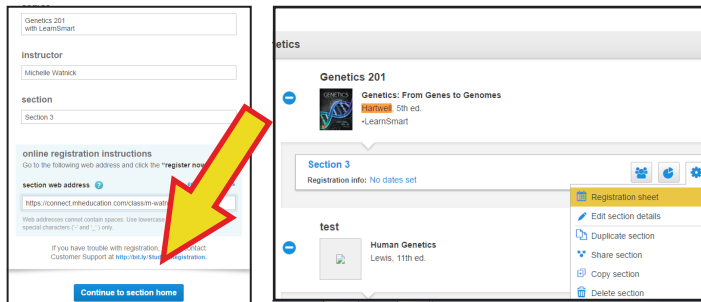 Genetics 201
with LearnSmart
instructor
Michelle Watnick
section
Section 3
online registration instructions
Go to the following web address and click the "register now
section web address ?
https://connect.mheducation.com/class/m-watn
Web addresses cannot contain spaces. Use lowercase
special characters ('-' and '_' ) only.
If you have trouble with registration, contact
Customer Support at http://bit.ly/Stud Registration.
Continue to section home
etics
Genetics 201
GENETICS
Genetics: From Genes to Genomes
Hartwell, 5th ed.
+LearnSmart
Section 3
Registration info: No dates set
Registration sheet
Edit section details
Duplicate section
Share section
Copy section
Delete section
test
Human Genetics
Lewis, 11th ed.